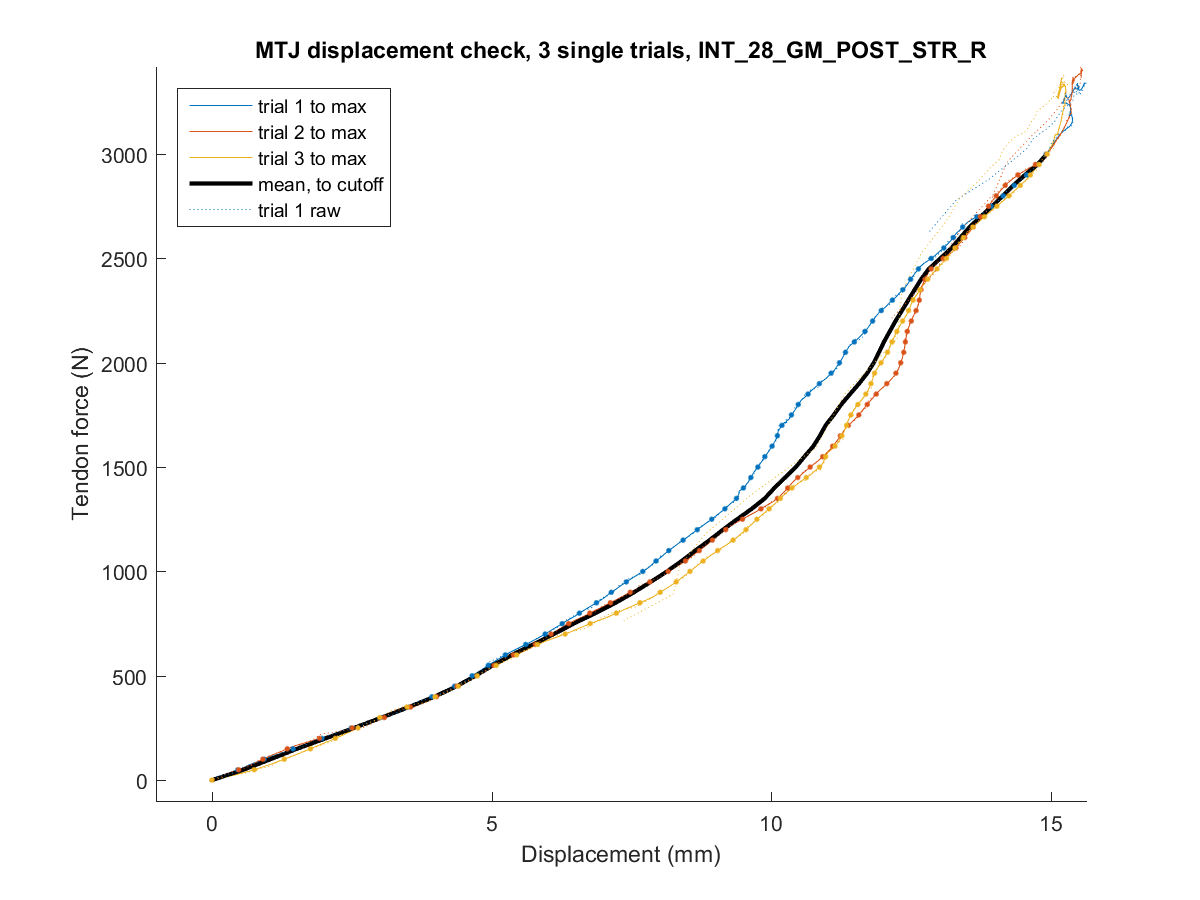 MTJ displacement check, 3 single trials, INT_28_GM_POST_STR_R
trial 1 to max
trial 2 to max
trial 3 to max
mean, to cutoff
trial 1 raw
3000
2500
2000
1500
1000
500
0
Tendon force (N)
0 5 10 15
Displacement (mm)